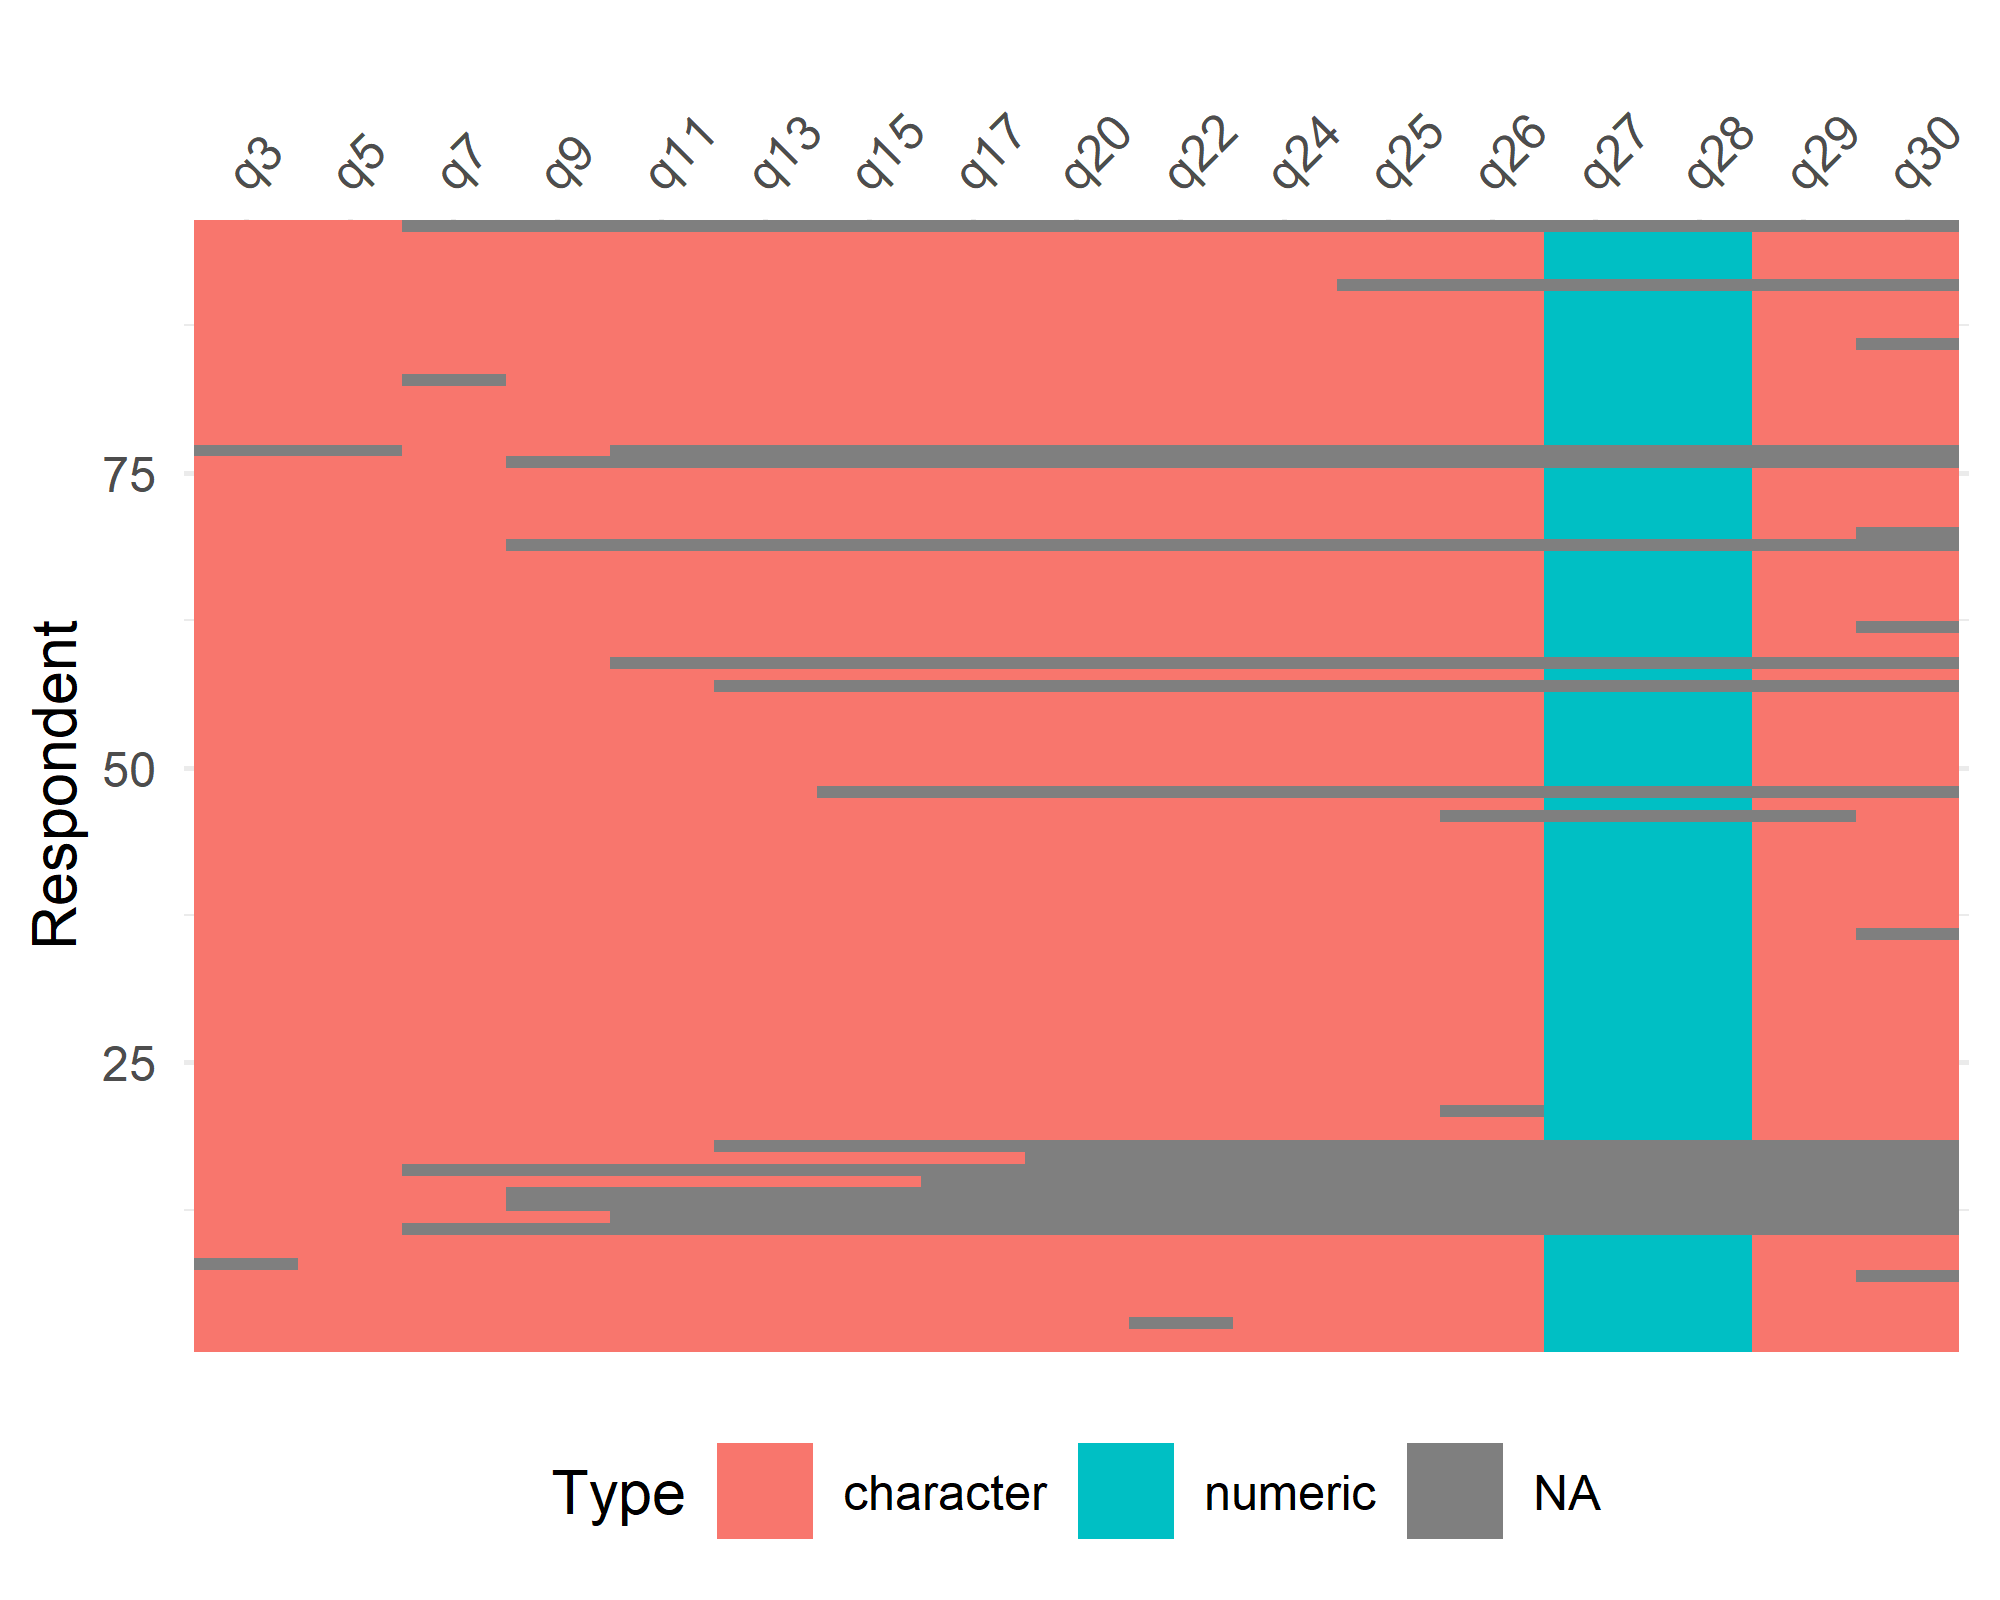 q3 q5 q7 q9 q11 q13 q15 q17 q20 q22 q24 q25 q26 q27 q28 q29 q30
75
50
25
Respondent
Type character numeric NA